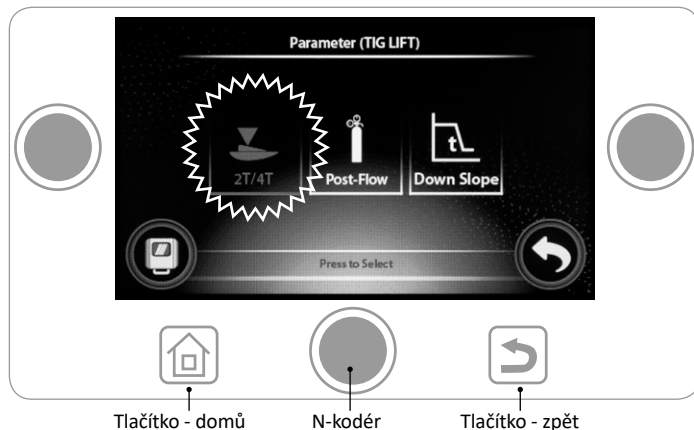 Parameter (TIG LIFT)
2T/4T
Post-Flow
Down Slope
t
Press to Select
Tlačítko - domů
N-kodér
Tlačítko - zpět